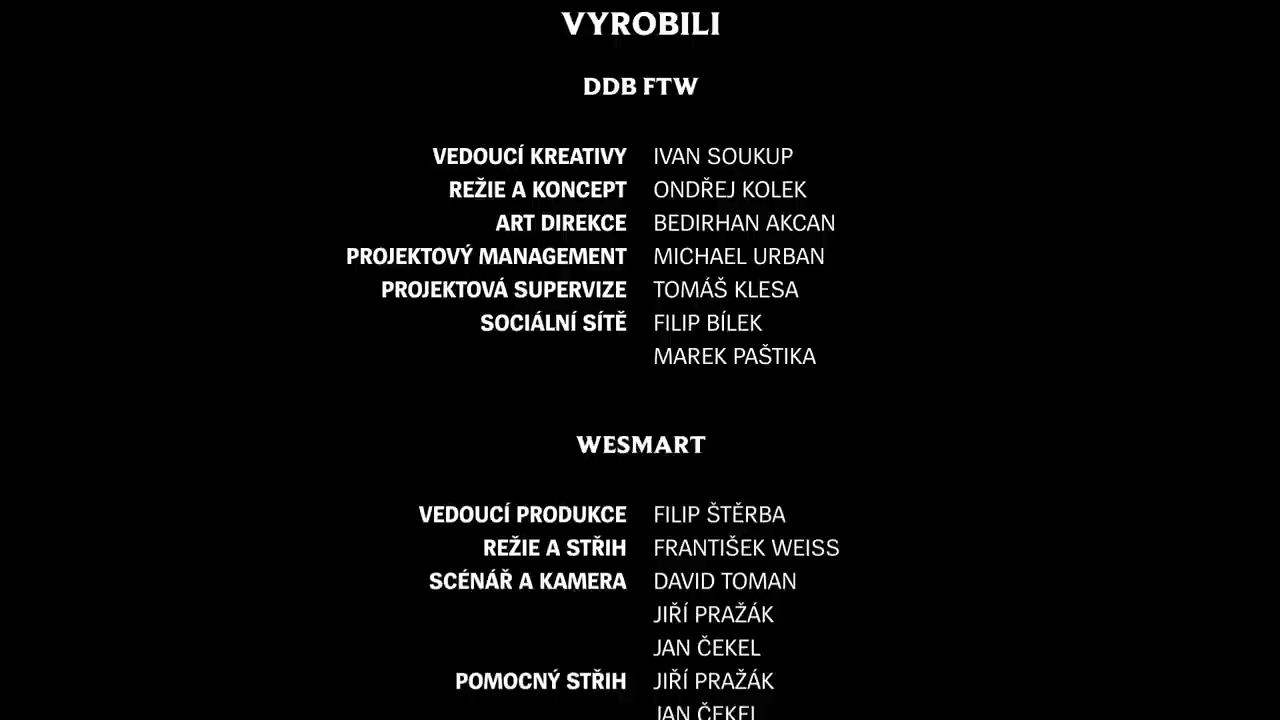 VYROBILI
DDB FTW
VEDOUCÍ KREATIVY IVAN SOUKUP
REŽIE A KONCEPT ONDŘEJ KOLEK
ART DIREKCE BEDIRHAN AKCAN
PROJEKTOVÝ MANAGEMENT MICHAEL URBAN
PROJEKTOVÁ SUPERVIZE TOMÁŠ KLESA
SOCIÁLNÍ SÍTĚ FILIP BÍLEK
MAREK PAŠTIKA
WESMART
VEDOUCÍ PRODUKCE FILIP ŠTĚRBA
REŽIE A STŘIH FRANTIŠEK WEISS
SCÉNÁŘ A KAMERA DAVID TOMAN
JIŘÍ PRAŽÁK
JAN ČEKEL
POMOCNÝ STŘIH JIŘÍ PRAŽÁK
JAN ČEKEL